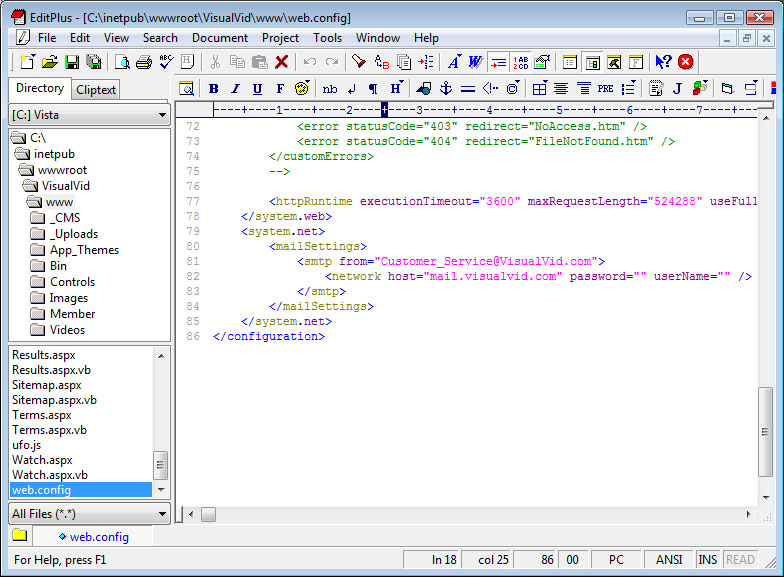 EditPlus - [C:\inetpub\wwwroot\VisualVid\www\web.config]
File Edit View Search Document Project Tools Window Help
Directory Cliptext
B I U F nb H PRE J
[C:] Vista
----+----1----+----2----+----3----+----4----+----5----+----6----+----7----+--
C:\
inetpub
wwwroot
VisualVid
www
_CMS
_Uploads
App_Themes
Bin
Controls
Images
Member
Videos
72 <error statusCode="403" redirect="NoAccess.htm" />
73 <error statusCode="404" redirect="FileNotFound.htm" />
74 </customErrors>
75 -->
76
77 <httpRuntime executionTimeout="3600" maxRequestLength="524288" useFull
78 </system.web>
79 <system.net>
80 <mailSettings>
81 <smtp from="Customer_Service@VisualVid.com">
82 <network host="mail.visualvid.com" password="" userName="" />
83 </smtp>
84 </mailSettings>
85 </system.net>
86 </configuration>
Results.aspx
Results.aspx.vb
Sitemap.aspx
Sitemap.aspx.vb
Terms.aspx
Terms.aspx.vb
ufo.js
Watch.aspx
Watch.aspx.vb
web.config
All Files (*.*)
web.config
For Help, press F1 ln 18 col 25 86 00 PC ANSI INS READ